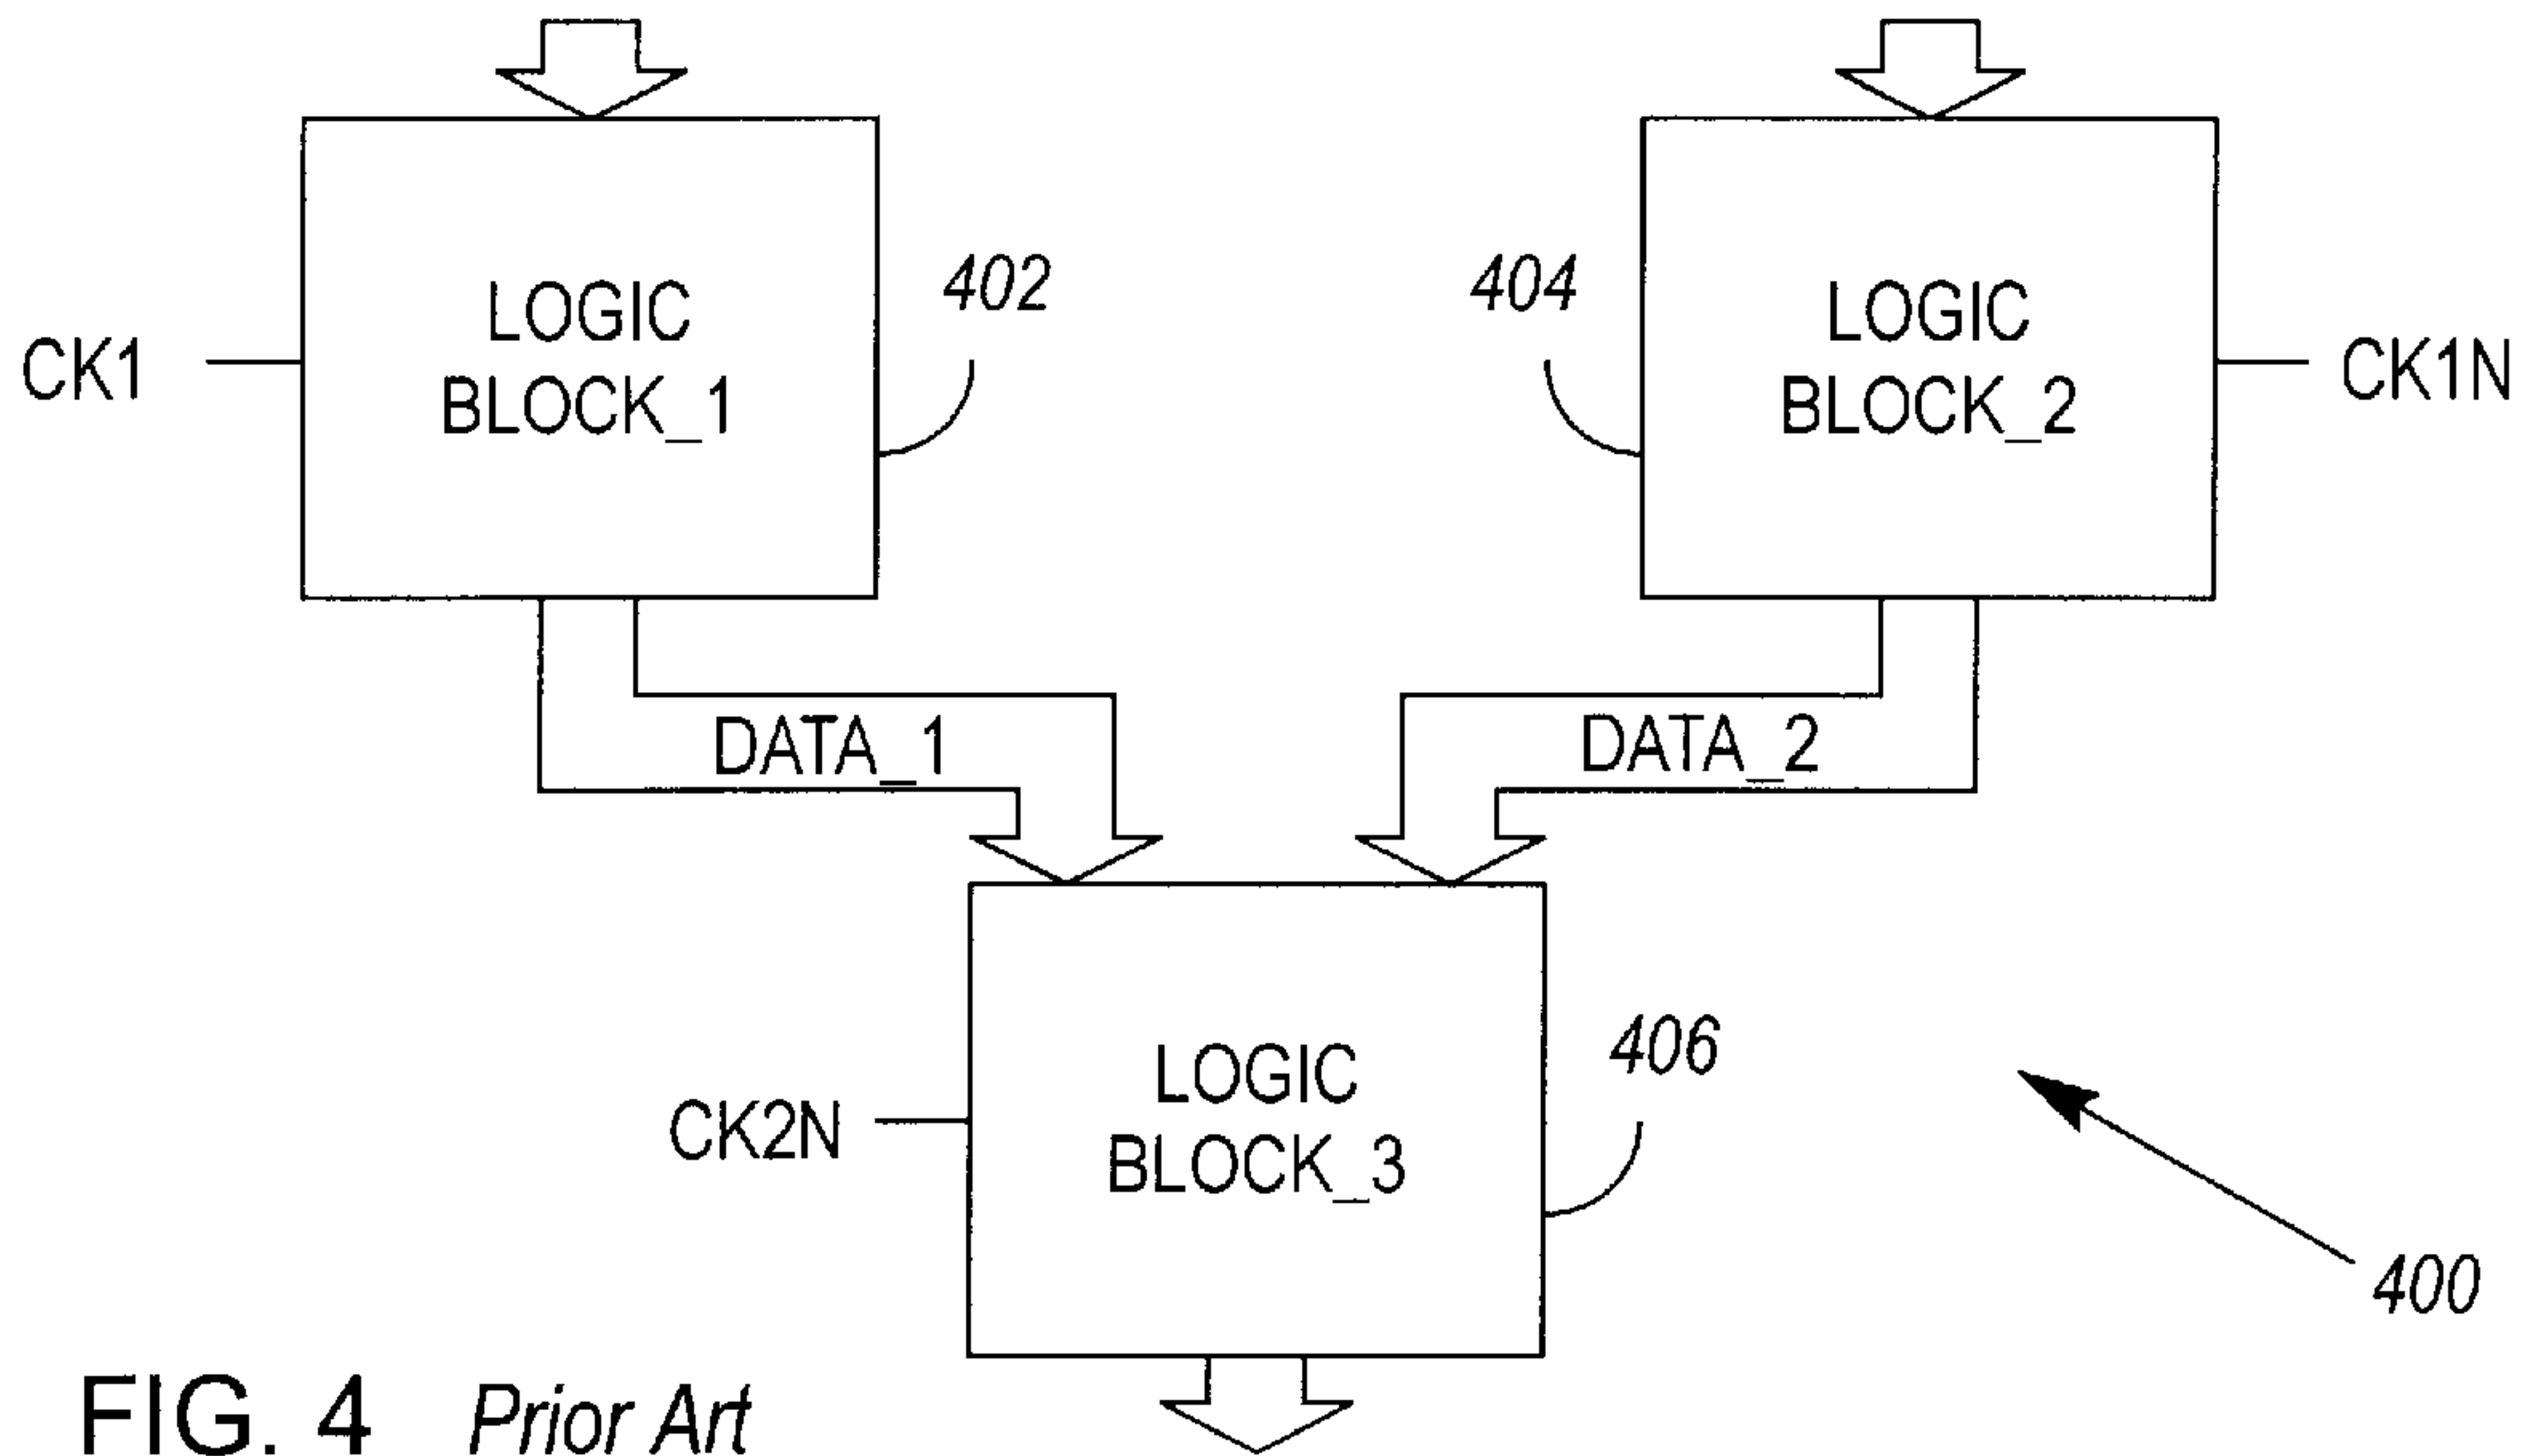 LOGIC
BLOCK_1
402
CK1
404
LOGIC
BLOCK_2
CK1N
DATA_1
DATA_2
LOGIC
BLOCK_3
406
CK2N
400
FIG. 4 Prior Art